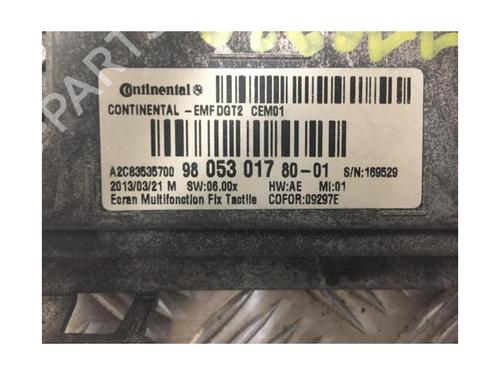 Continental
CONTINENTAL -EMFDGT2 CEM01
A2C83535700 98 053 017 80-01 S/N:169529
2013/03/21 M SW:06.00x HW:AE MI:01
Ecran Multifonction Fix Tactile COFOR:09297E